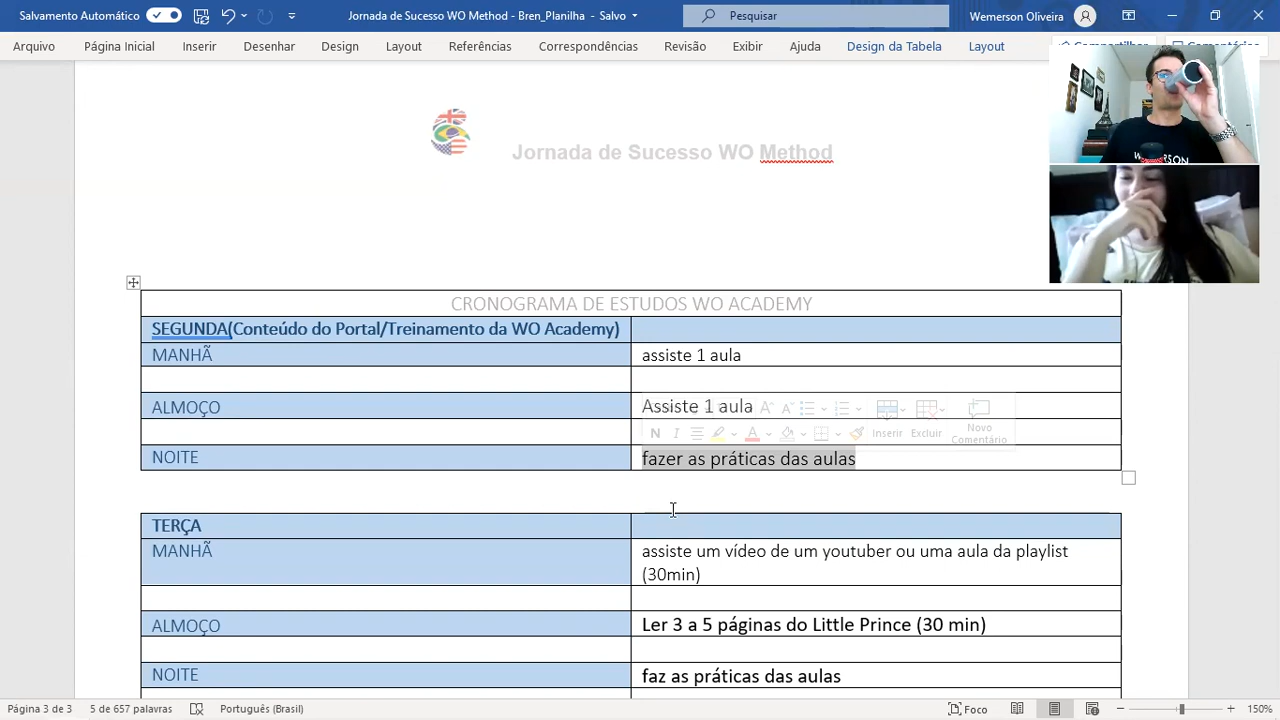 Salvamento Automático
Jornada de Sucesso WO Method - Bren_Planilha - Salvo
Pesquisar
Wemerson Oliveira
Arquivo
Página Inicial
Inserir
Desenhar
Design
Layout
Referências
Correspondências
Revisão
Exibir
Ajuda
Design da Tabela
Layout
Jornada de Sucesso WO Method
CRONOGRAMA DE ESTUDOS WO ACADEMY
SEGUNDA(Conteúdo do Portal/Treinamento da WO Academy)
MANHÃ
assiste 1 aula
ALMOÇO
Assiste 1 aula
N I
Inserir
Excluir
Novo
Comentário
NOITE
fazer as práticas das aulas
TERÇA
MANHÃ
assiste um vídeo de um youtuber ou uma aula da playlist
(30min)
ALMOÇO
Ler 3 a 5 páginas do Little Prince (30 min)
NOITE
faz as práticas das aulas
Página 3 de 3
5 de 657 palavras
Português (Brasil)
Foco
150%